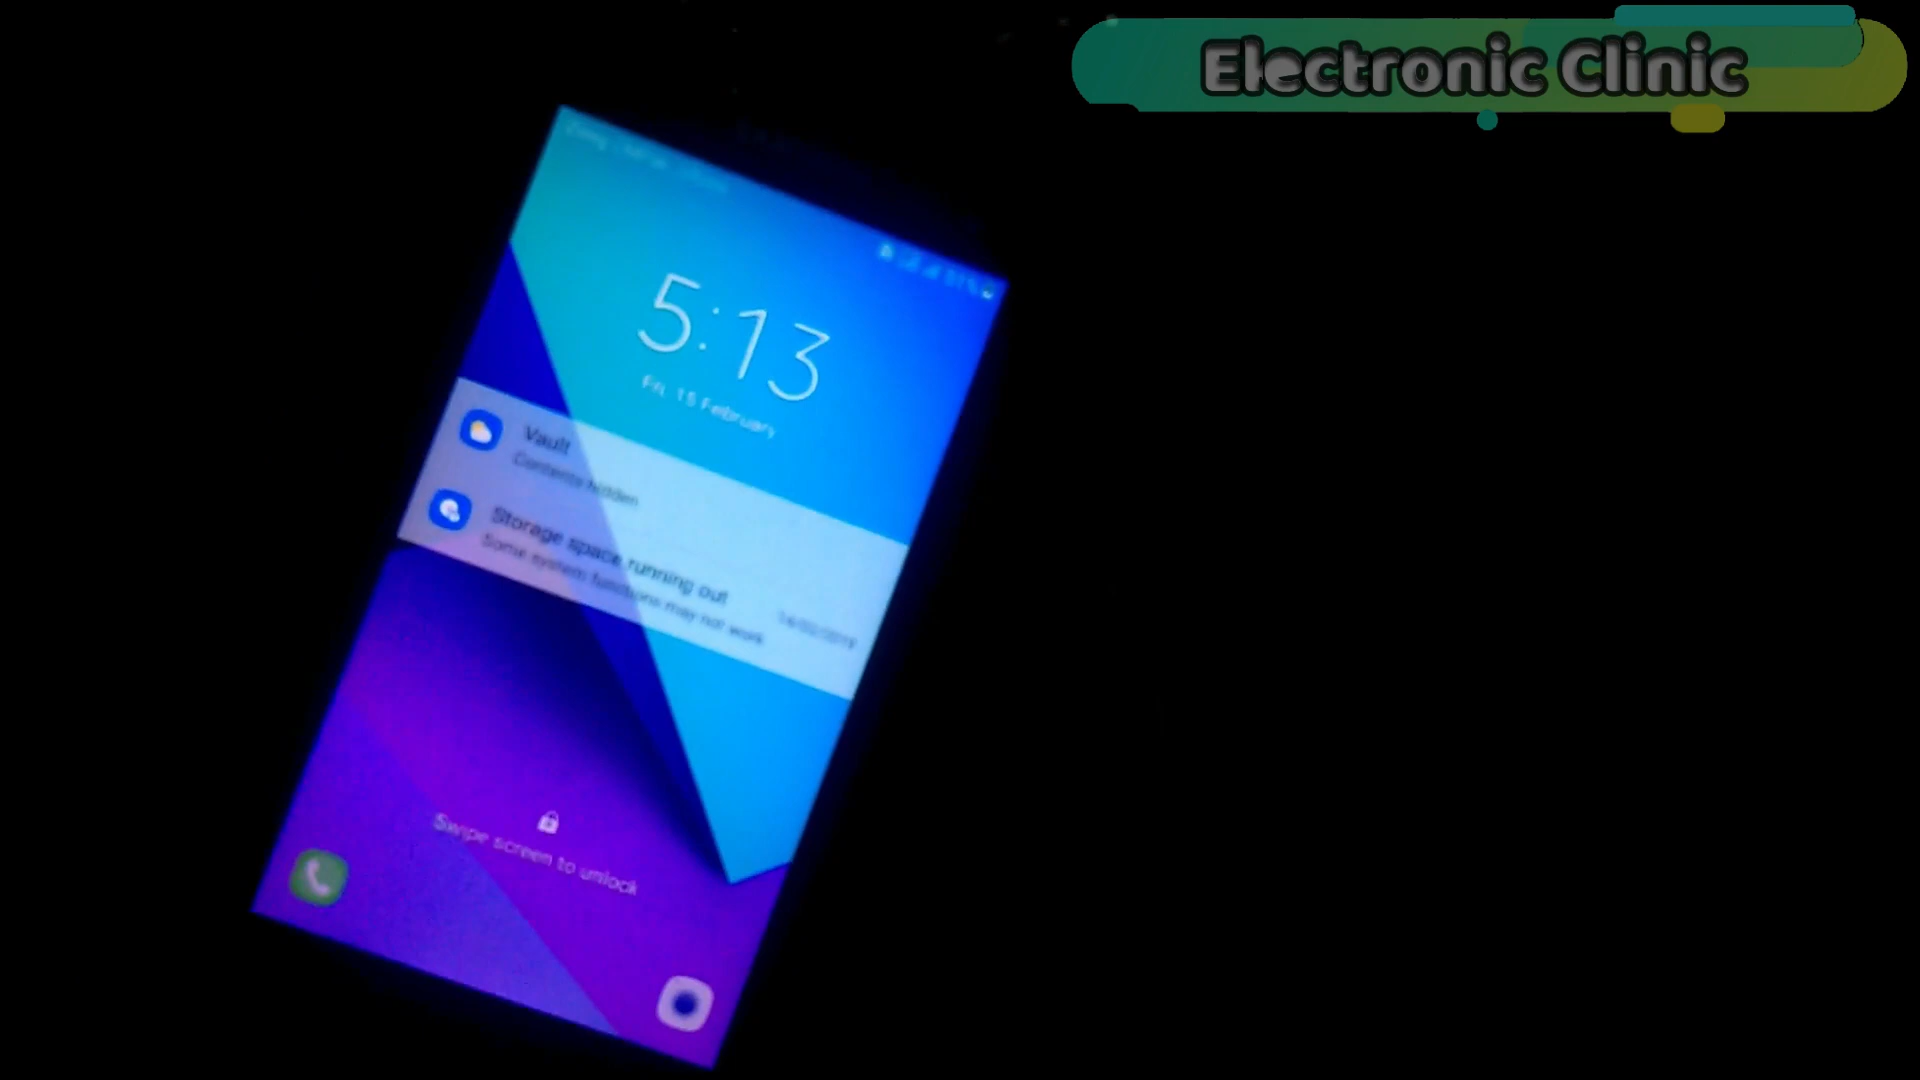 Electronic Clinic
5:13
Fri, 15 February
Vault
Contents hidden
Storage space running out
Some system functions may not work
Swipe screen to unlock